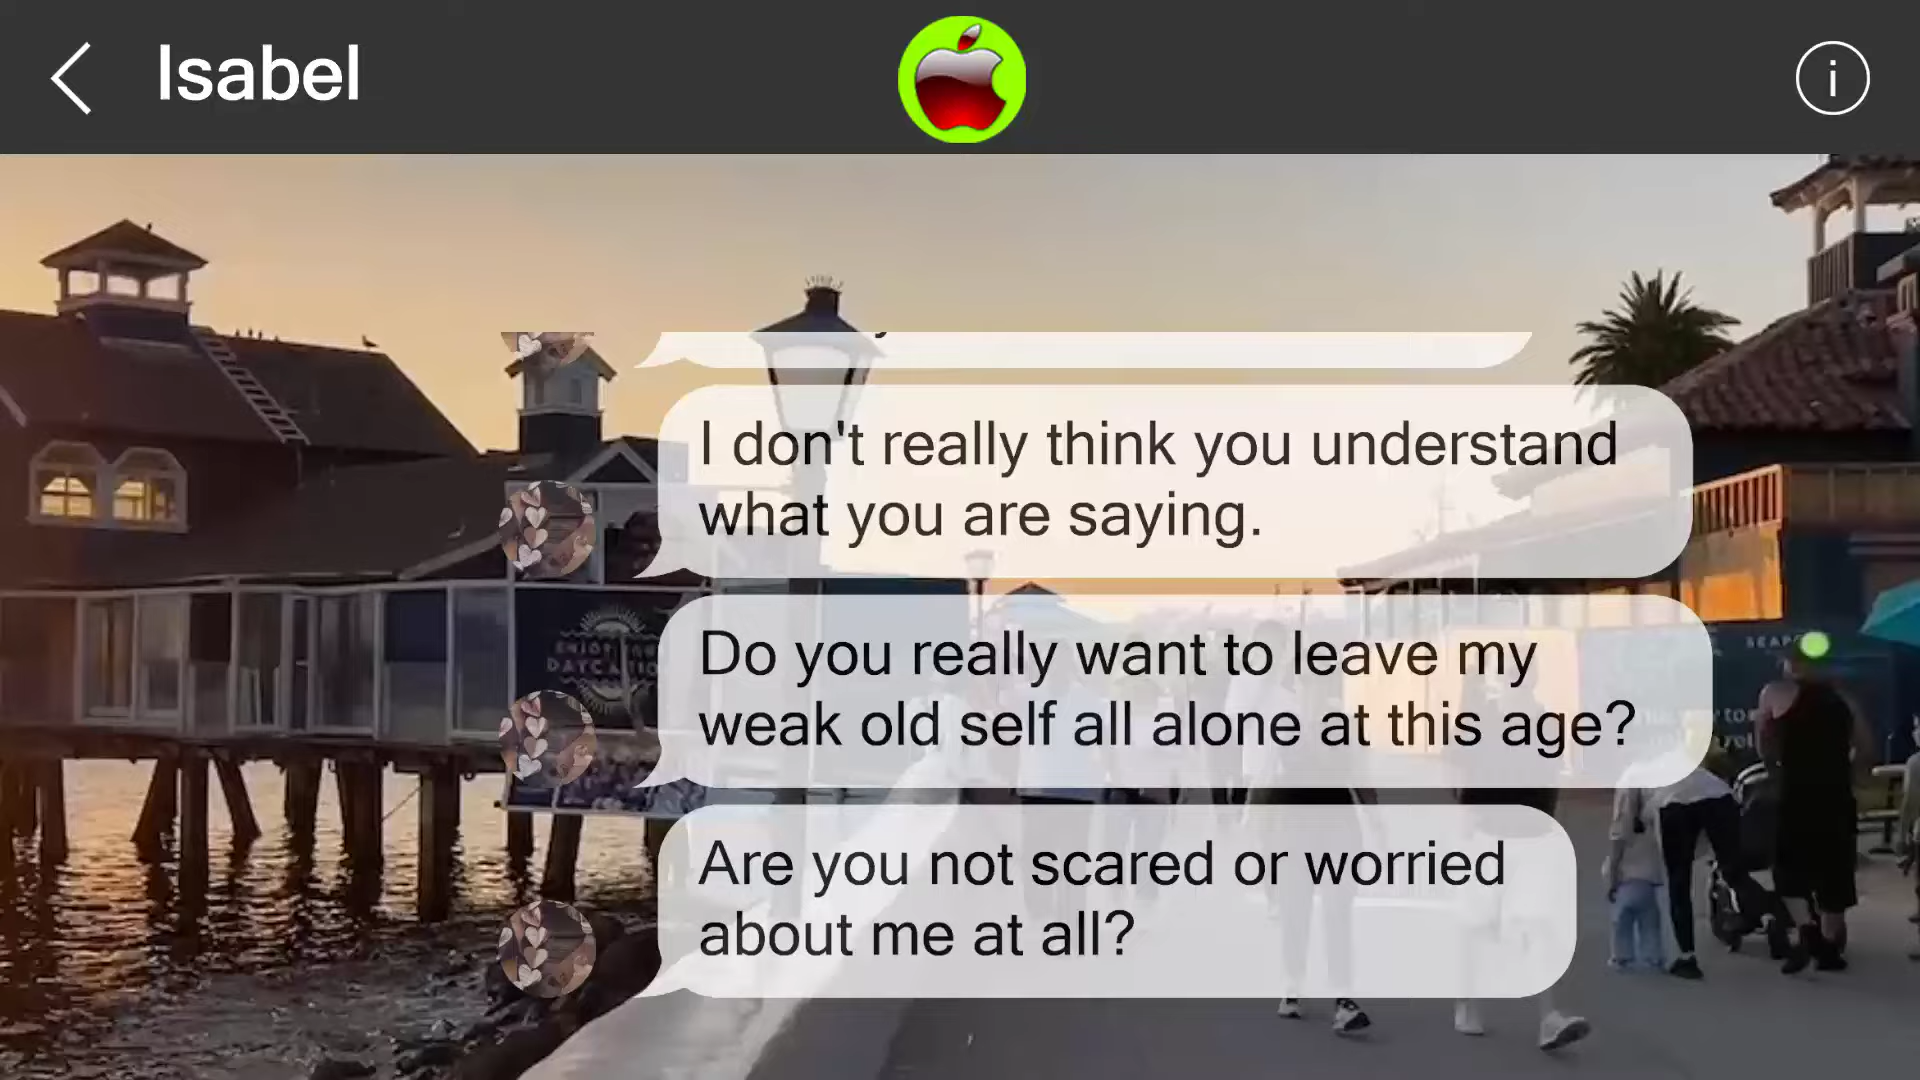 Isabel
I don't really think you understand
what you are saying.
Do you really want to leave my
weak old self all alone at this age?
Are you not scared or worried
about me at all?
ENJOY